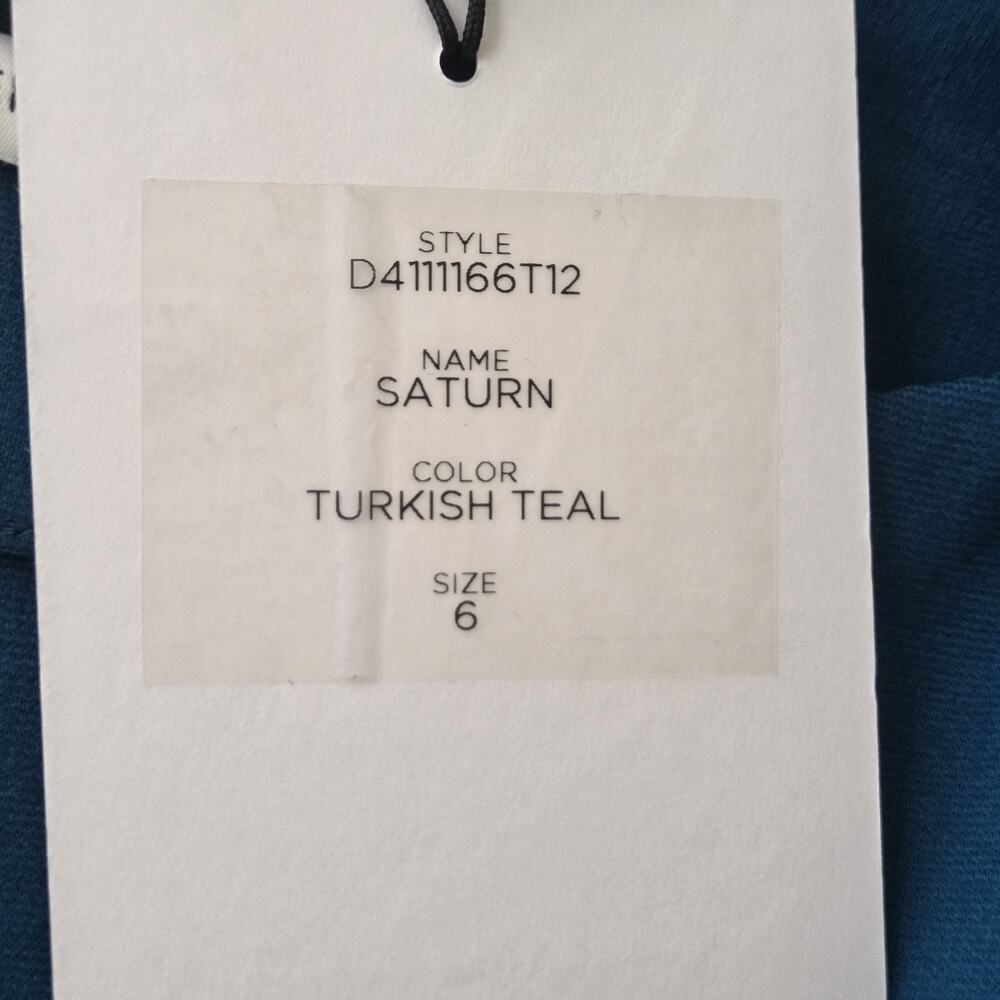 STYLE
D4111166T12
NAME
SATURN
COLOR
TURKISH TEAL
SIZE
6